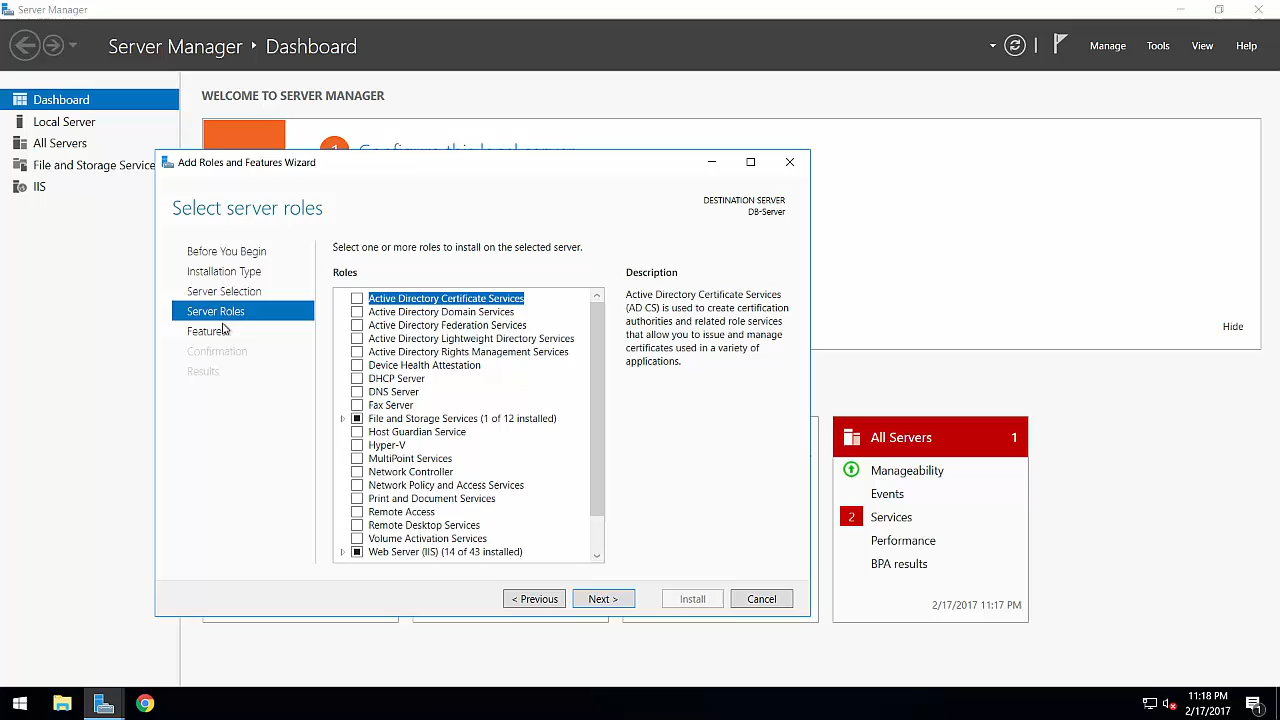 Server Manager
Server Manager ‣ Dashboard
Manage
Tools
View
Help
Dashboard
Local Server
All Servers
File and Storage Service
IIS
WELCOME TO SERVER MANAGER
1 Configure this local server
Add Roles and Features Wizard
Select server roles
DESTINATION SERVER
DB-Server
Before You Begin
Installation Type
Server Selection
Server Roles
Features
Confirmation
Results
Select one or more roles to install on the selected server.
Roles
Active Directory Certificate Services
Active Directory Domain Services
Active Directory Federation Services
Active Directory Lightweight Directory Services
Active Directory Rights Management Services
Device Health Attestation
DHCP Server
DNS Server
Fax Server
File and Storage Services (1 of 12 installed)
Host Guardian Service
Hyper-V
MultiPoint Services
Network Controller
Network Policy and Access Services
Print and Document Services
Remote Access
Remote Desktop Services
Volume Activation Services
Web Server (IIS) (14 of 43 installed)
Description
Active Directory Certificate Services
(AD CS) is used to create certification
authorities and related role services
that allow you to issue and manage
certificates used in a variety of
applications.
< Previous
Next >
Install
Cancel
Hide
All Servers 1
Manageability
Events
2 Services
Performance
BPA results
2/17/2017 11:17 PM
11:18 PM
2/17/2017
1